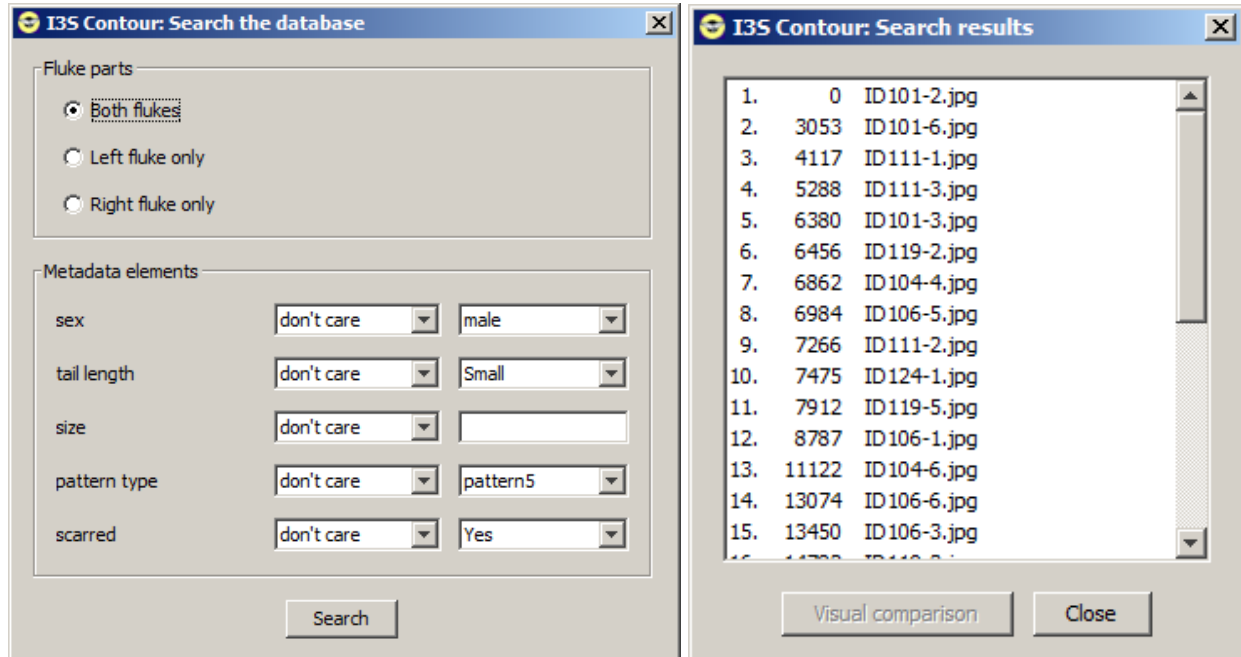 I3S Contour: Search the database
Fluke parts
Both flukes
Left fluke only
Right fluke only
Metadata elements
sex don't care male
tail length don't care Small
size don't care
pattern type don't care pattern5
scarred don't care Yes
Search
I3S Contour: Search results
1. 0 ID101-2.jpg
2. 3053 ID101-6.jpg
3. 4117 ID111-1.jpg
4. 5288 ID111-3.jpg
5. 6380 ID101-3.jpg
6. 6456 ID119-2.jpg
7. 6862 ID104-4.jpg
8. 6984 ID106-5.jpg
9. 7266 ID111-2.jpg
10. 7475 ID124-1.jpg
11. 7912 ID119-5.jpg
12. 8787 ID106-1.jpg
13. 11122 ID104-6.jpg
14. 13074 ID106-6.jpg
15. 13450 ID106-3.jpg
Visual comparison Close